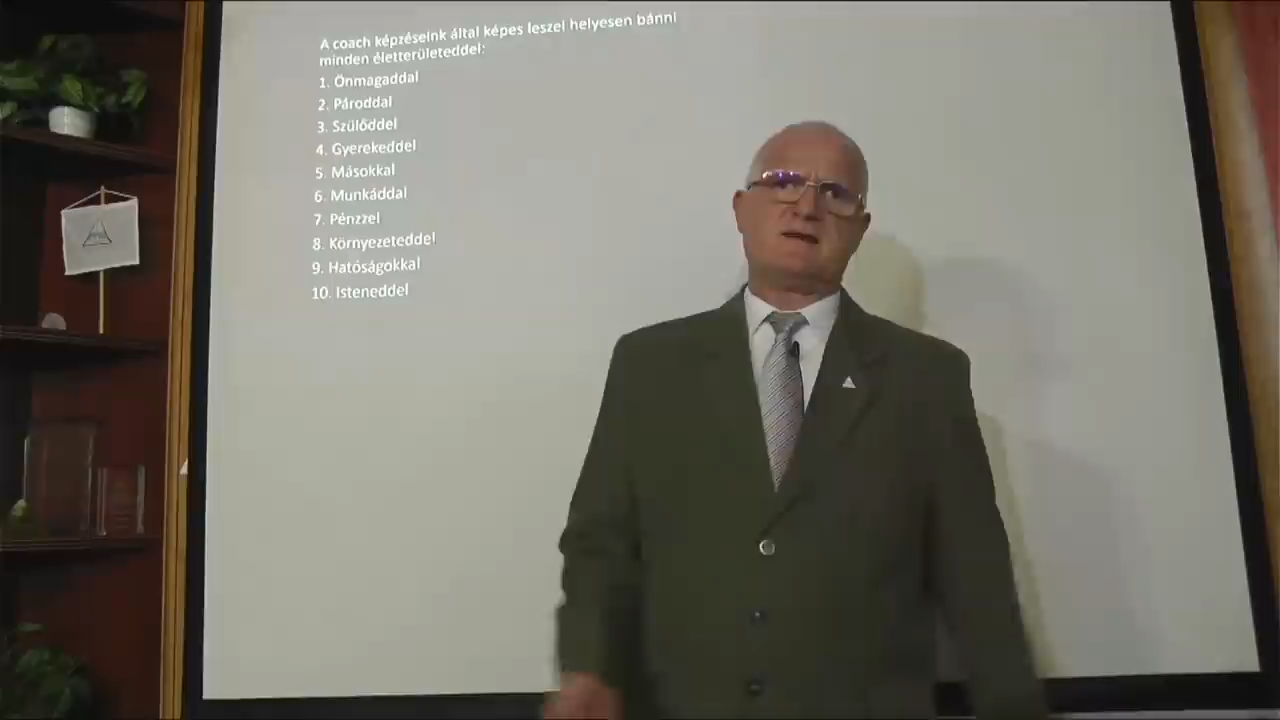 A coach képzéseink által képes leszel helyesen bánni
minden életterületeddel:
1. Önmagaddal
2. Pároddal
3. Szülőddel
4. Gyerekeddel
5. Másokkal
6. Munkáddal
7. Pénzzel
8. Környezeteddel
9. Hatóságokkal
10. Isteneddel